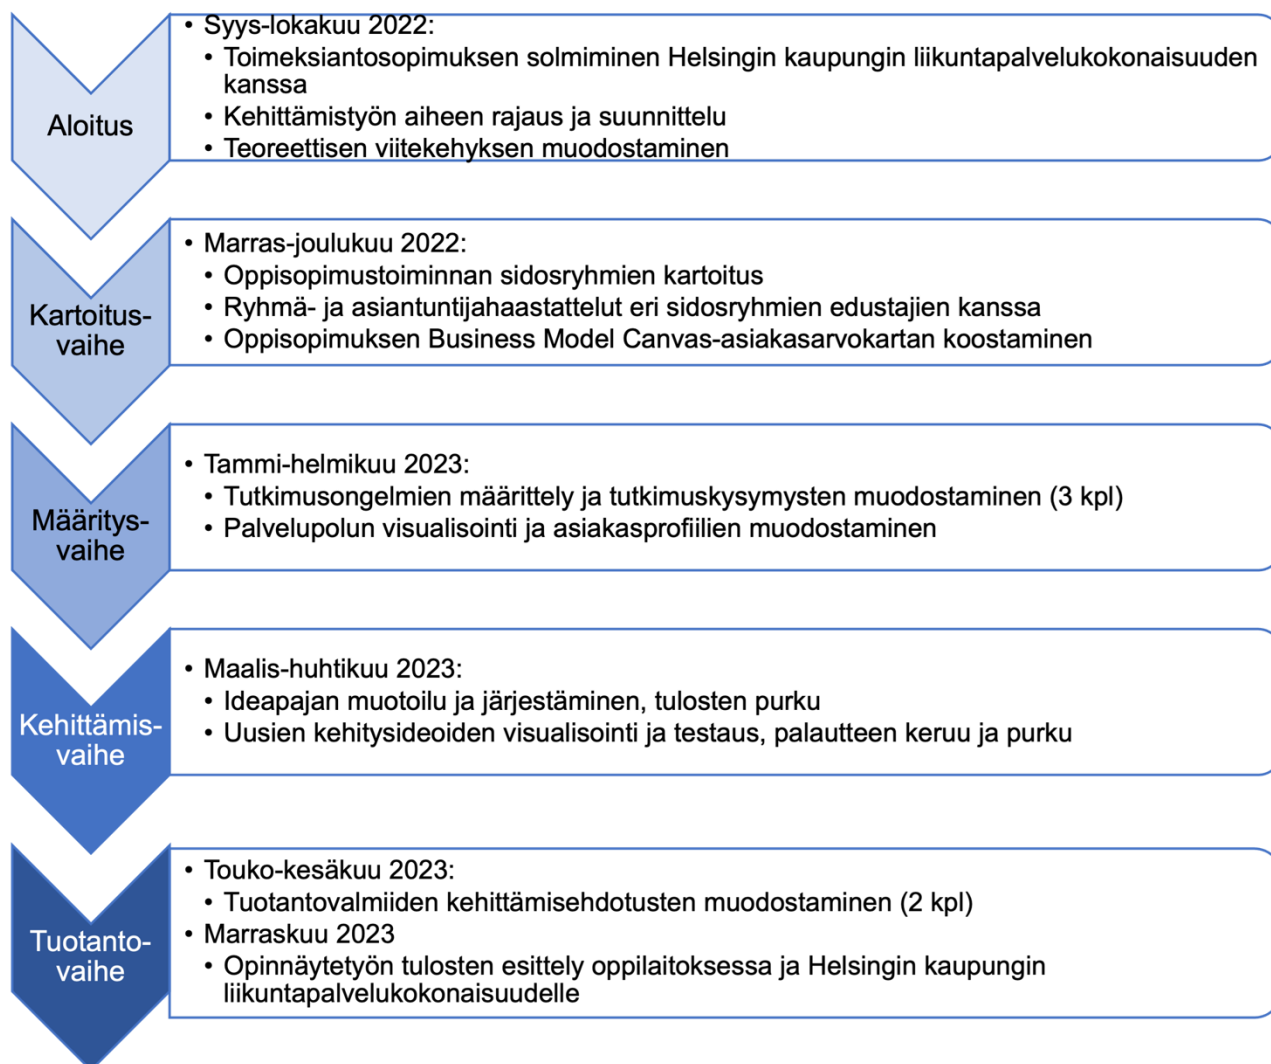 Aloitus
• Syys-lokakuu 2022:
• Toimeksiantosopimuksen solmiminen Helsingin kaupungin liikuntapalvelukokonaisuuden
kanssa
• Kehittämistyön aiheen rajaus ja suunnittelu
• Teoreettisen viitekehyksen muodostaminen
Kartoitus-
vaihe
• Marras-joulukuu 2022:
• Oppisopimustoiminnan sidosryhmien kartoitus
• Ryhmä- ja asiantuntijahaastattelut eri sidosryhmien edustajien kanssa
• Oppisopimuksen Business Model Canvas-asiakasarvokartan koostaminen
Määritys-
vaihe
• Tammi-helmikuu 2023:
• Tutkimusongelmien määrittely ja tutkimuskysymysten muodostaminen (3 kpl)
• Palvelupolun visualisointi ja asiakasprofiilien muodostaminen
Kehittämis-
vaihe
• Maalis-huhtikuu 2023:
• Ideapajan muotoilu ja järjestäminen, tulosten purku
• Uusien kehitysideoiden visualisointi ja testaus, palautteen keruu ja purku
Tuotanto-
vaihe
• Touko-kesäkuu 2023:
• Tuotantovalmiiden kehittämisehdotusten muodostaminen (2 kpl)
• Marraskuu 2023
• Opinnäytetyön tulosten esittely oppilaitoksessa ja Helsingin kaupungin
liikuntapalvelukokonaisuudelle